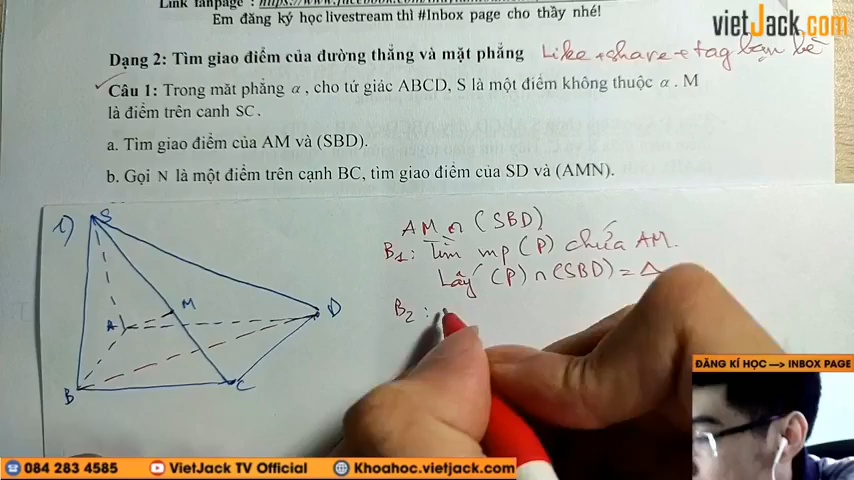 Link fanpage :
vietJack.com
Em đăng ký học livestream thì #Inbox page cho thầy nhé!
Dạng 2: Tìm giao điểm của đường thẳng và mặt phẳng
Like + share + tag bạn bè
Câu 1: Trong mặt phẳng α , cho tứ giác ABCD, S là một điểm không thuộc α . M
là điểm trên cạnh SC.
a. Tìm giao điểm của AM và (SBD).
b. Gọi N là một điểm trên cạnh BC, tìm giao điểm của SD và (AMN).
1)
S
M
A
D
B
C
AM ∩ (SBD)
B1: Tìm mp (P) chứa AM.
Lấy (P) ∩ (SBD) = Δ
B2 :
ĐĂNG KÍ HỌC —> INBOX PAGE
084 283 4585
VietJack TV Official
Khoahoc.vietjack.com